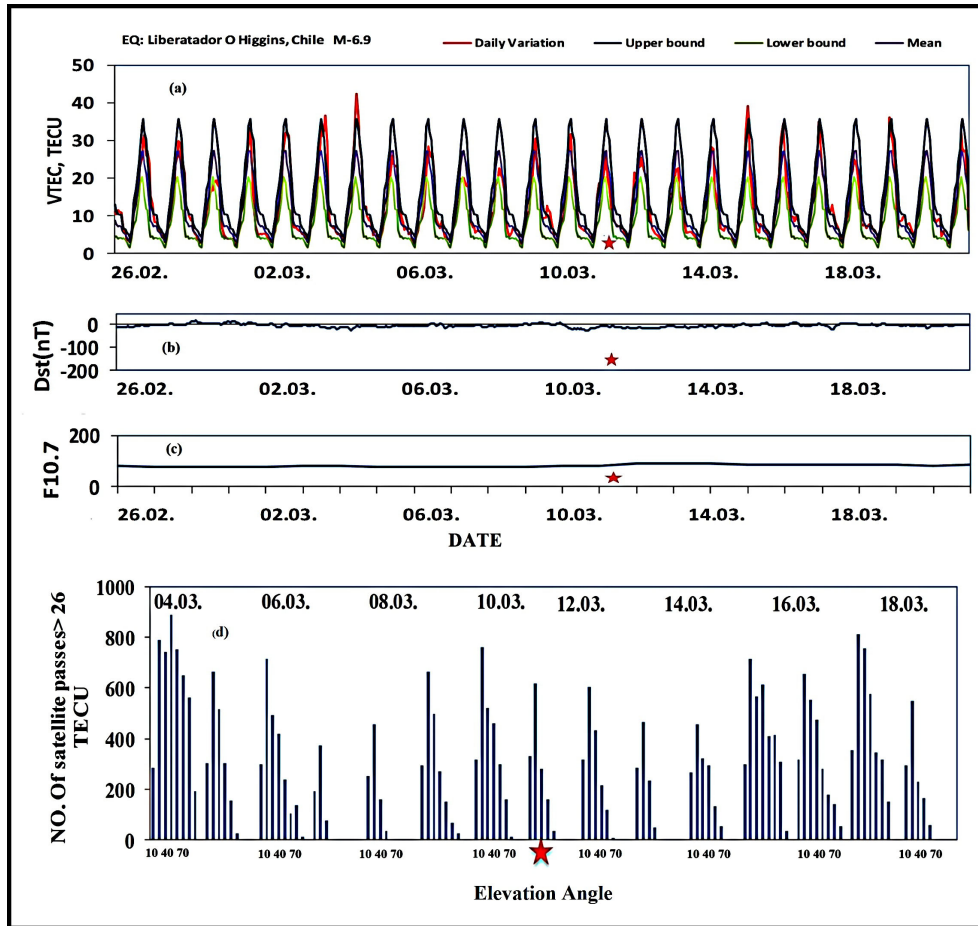 EQ: Liberatador O Higgins, Chile M-6.9 Daily Variation Upper bound Lower bound Mean
(a)
VTEC, TECU
50
40
30
20
10
0
26.02. 02.03. 06.03. 10.03. 14.03. 18.03.
(b)
Dst(nT)
0
-100
-200
26.02. 02.03. 06.03. 10.03. 14.03. 18.03.
(c)
F10.7
200
0
26.02. 02.03. 06.03. 10.03. 14.03. 18.03.
DATE
NO. Of satellite passes> 26
TECU
1000
800
600
400
200
0
04.03. 06.03. 08.03. 10.03. 12.03. 14.03. 16.03. 18.03.
(d)
10 40 70 10 40 70 10 40 70 10 40 70 10 40 70 10 40 70 10 40 70 10 40 70
Elevation Angle